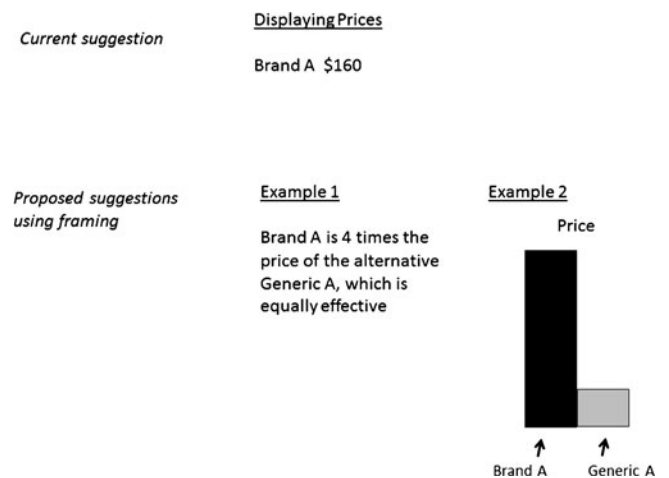 Displaying Prices
Current suggestion
Brand A $160
Proposed suggestions
using framing
Example 1
Brand A is 4 times the
price of the alternative
Generic A, which is
equally effective
Example 2
Price
Brand A
Generic A